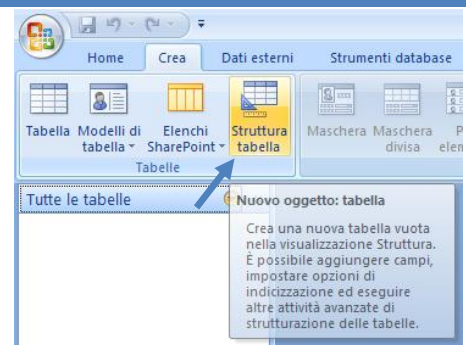 Home Crea Dati esterni Strumenti database
Tabella Modelli di tabella Elenchi SharePoint Struttura tabella Maschera Maschera divisa
Tabelle
Tutte le tabelle
Nuovo oggetto: tabella
Crea una nuova tabella vuota
nella visualizzazione Struttura.
È possibile aggiungere campi,
impostare opzioni di
indicizzazione ed eseguire
altre attività avanzate di
strutturazione delle tabelle.